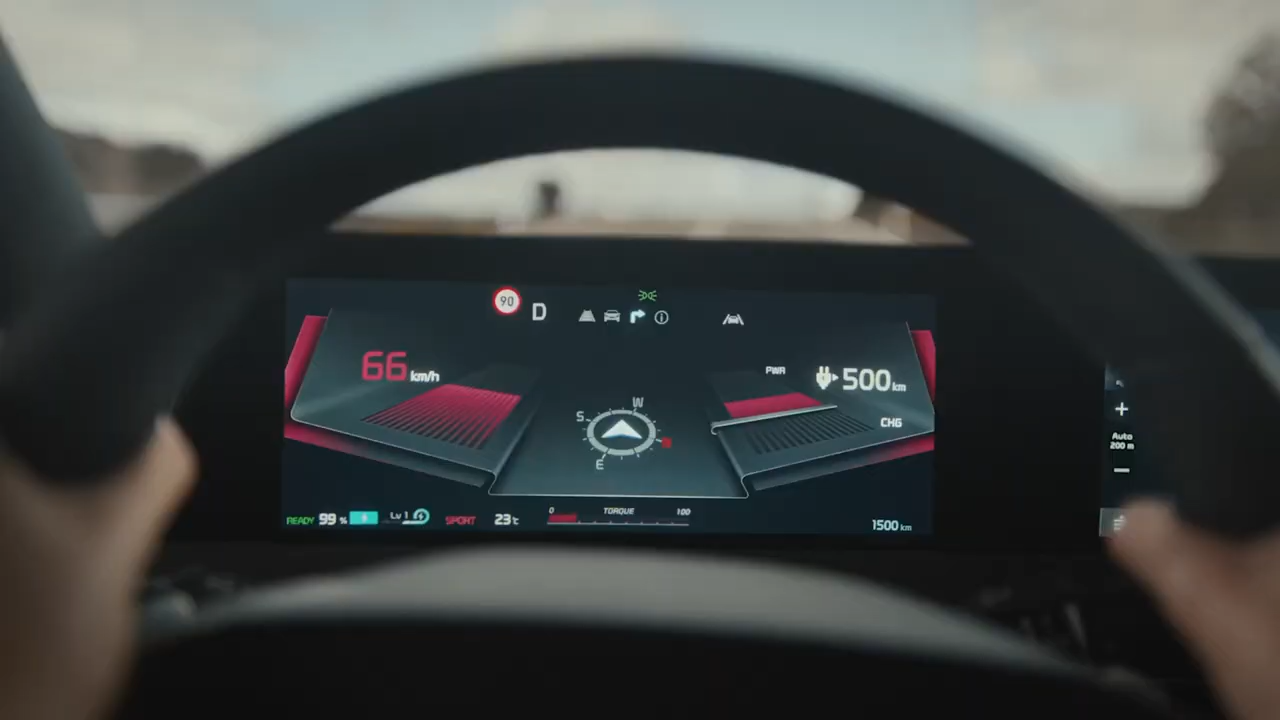 90 D
66 km/h
PWR
500 km
CHG
S W
E
READY 99 % Lv 1 SPORT 23°c
0 TORQUE 100
1500 km
+
Auto
200 m
−